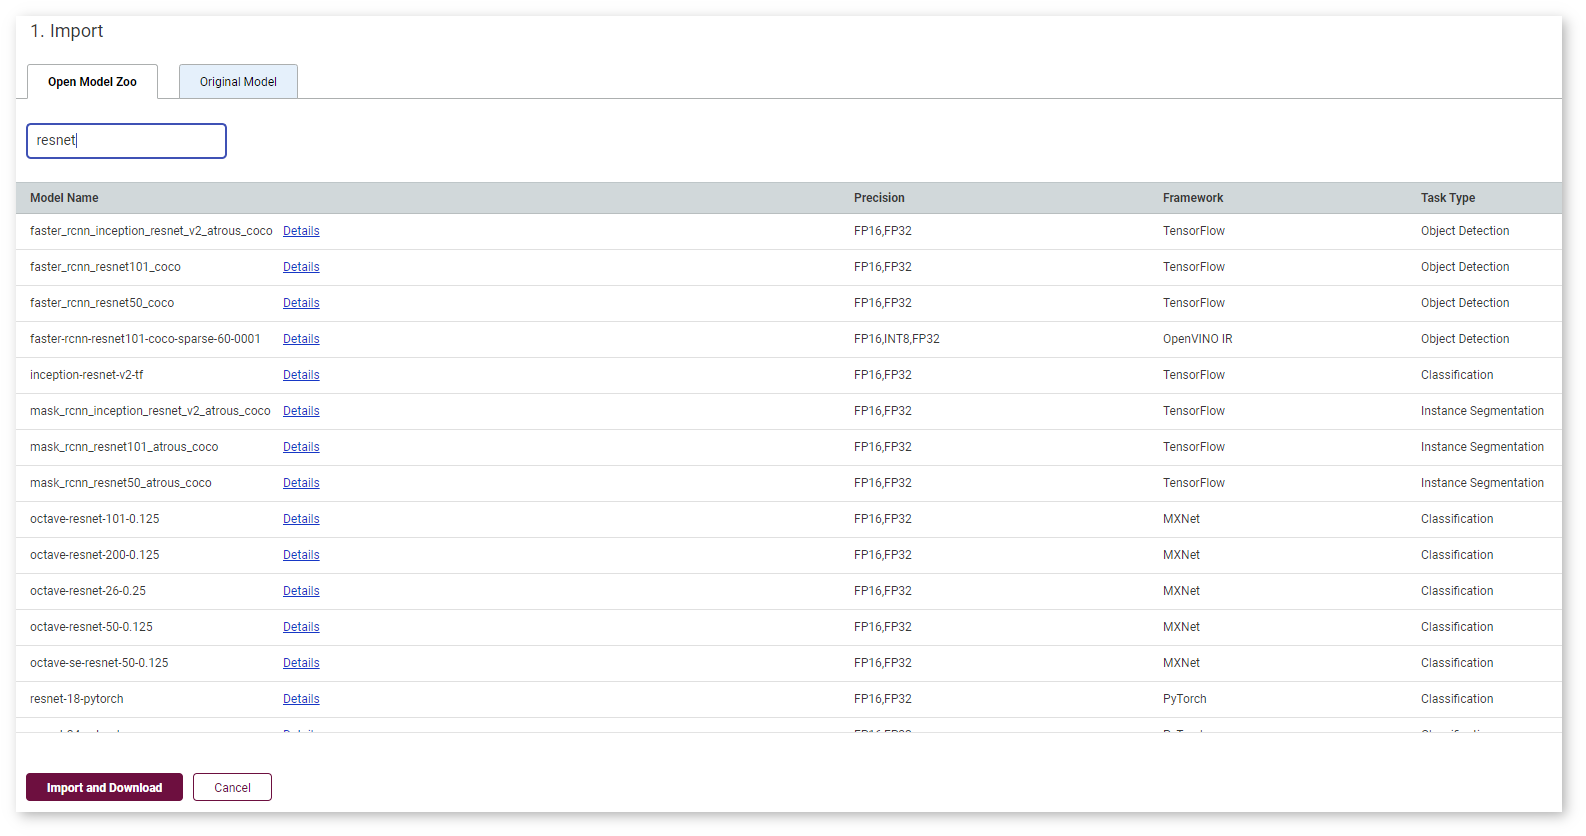 1. Import
Open Model Zoo Original Model
resnet
Model Name Precision Framework Task Type
faster_rcnn_inception_resnet_v2_atrous_coco Details FP16,FP32 TensorFlow Object Detection
faster_rcnn_resnet101_coco Details FP16,FP32 TensorFlow Object Detection
faster_rcnn_resnet50_coco Details FP16,FP32 TensorFlow Object Detection
faster-rcnn-resnet101-coco-sparse-60-0001 Details FP16,INT8,FP32 OpenVINO IR Object Detection
inception-resnet-v2-tf Details FP16,FP32 TensorFlow Classification
mask_rcnn_inception_resnet_v2_atrous_coco Details FP16,FP32 TensorFlow Instance Segmentation
mask_rcnn_resnet101_atrous_coco Details FP16,FP32 TensorFlow Instance Segmentation
mask_rcnn_resnet50_atrous_coco Details FP16,FP32 TensorFlow Instance Segmentation
octave-resnet-101-0.125 Details FP16,FP32 MXNet Classification
octave-resnet-200-0.125 Details FP16,FP32 MXNet Classification
octave-resnet-26-0.25 Details FP16,FP32 MXNet Classification
octave-resnet-50-0.125 Details FP16,FP32 MXNet Classification
octave-se-resnet-50-0.125 Details FP16,FP32 MXNet Classification
resnet-18-pytorch Details FP16,FP32 PyTorch Classification
Import and Download Cancel